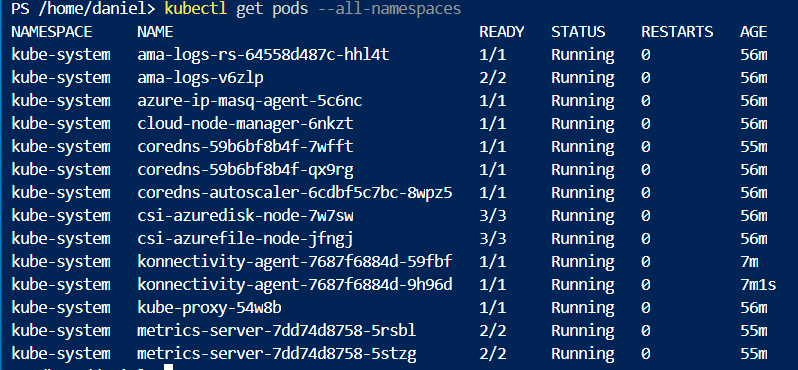 PS /home/daniel> kubectl get pods --all-namespaces
NAMESPACE NAME READY STATUS RESTARTS AGE
kube-system ama-logs-rs-64558d487c-hhl4t 1/1 Running 0 56m
kube-system ama-logs-v6zlp 2/2 Running 0 56m
kube-system azure-ip-masq-agent-5c6nc 1/1 Running 0 56m
kube-system cloud-node-manager-6nkzt 1/1 Running 0 56m
kube-system coredns-59b6bf8b4f-7wfft 1/1 Running 0 55m
kube-system coredns-59b6bf8b4f-qx9rg 1/1 Running 0 56m
kube-system coredns-autoscaler-6cdbf5c7bc-8wpz5 1/1 Running 0 56m
kube-system csi-azuredisk-node-7w7sw 3/3 Running 0 56m
kube-system csi-azurefile-node-jfngj 3/3 Running 0 56m
kube-system konnectivity-agent-7687f6884d-59fbf 1/1 Running 0 7m
kube-system konnectivity-agent-7687f6884d-9h96d 1/1 Running 0 7m1s
kube-system kube-proxy-54w8b 1/1 Running 0 56m
kube-system metrics-server-7dd74d8758-5rsbl 2/2 Running 0 55m
kube-system metrics-server-7dd74d8758-5stzg 2/2 Running 0 55m